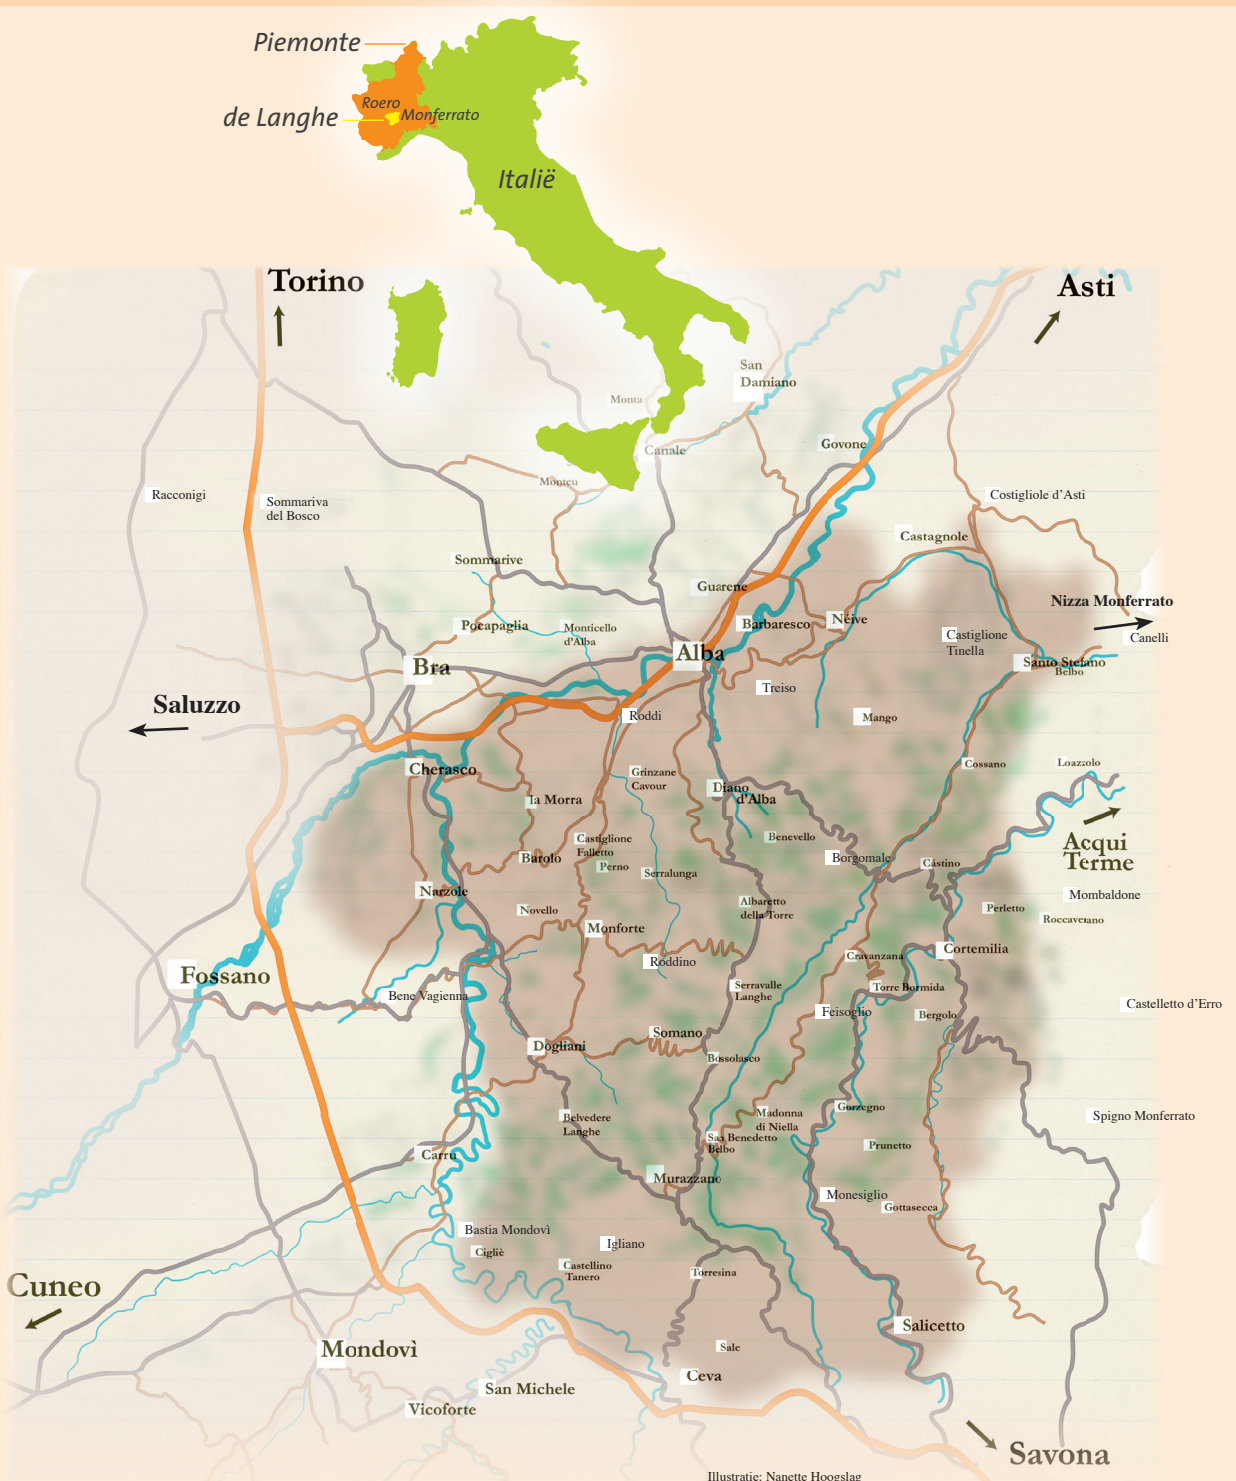 Piemonte
Roero
de Langhe
Monferrato
Italië
Torino
Asti
San
Damiano
Monta
Govone
Canale
Monteu
Racconigi
Sommariva
del Bosco
Costigliole d’Asti
Castagnole
Sommarive
Guarene
Nizza Monferrato
Pocapaglia
Monticello
d’Alba
Barbaresco
Néive
Castiglione
Tinella
Canelli
Bra
Alba
Santo Stefano
Belbo
Treiso
Saluzzo
Roddi
Mango
Cherasco
Grinzane
Cavour
Cossano
Loazzolo
la Morra
Diano
d'Alba
Benevello
Acqui
Terme
Castiglione
Falletto
Barolo
Perno
Serralunga
Borgomale
Cástino
Narzole
Mombaldone
Novello
Albaretto
della Torre
Perletto
Roccaverano
Monforte
Cortemilia
Roddino
Cravanzana
Fossano
Bene Vagienna
Serravalle
Langhe
Torre Bormida
Castelletto d’Erro
Feisoglio
Bergolo
Somano
Dogliani
Bossolasco
Belvedere
Langhe
Madonna
di Niella
Gorzegno
Spigno Monferrato
San Benedetto
Belbo
Prunetto
Carru
Murazzano
Monesiglio
Gottasecca
Bastia Mondovì
Cigliè
Igliano
Castellino
Tanero
Torresina
Cuneo
Salicetto
Mondovì
Sale
Ceva
San Michele
Vicoforte
Savona
Illustratie: Nanette Hoogslag